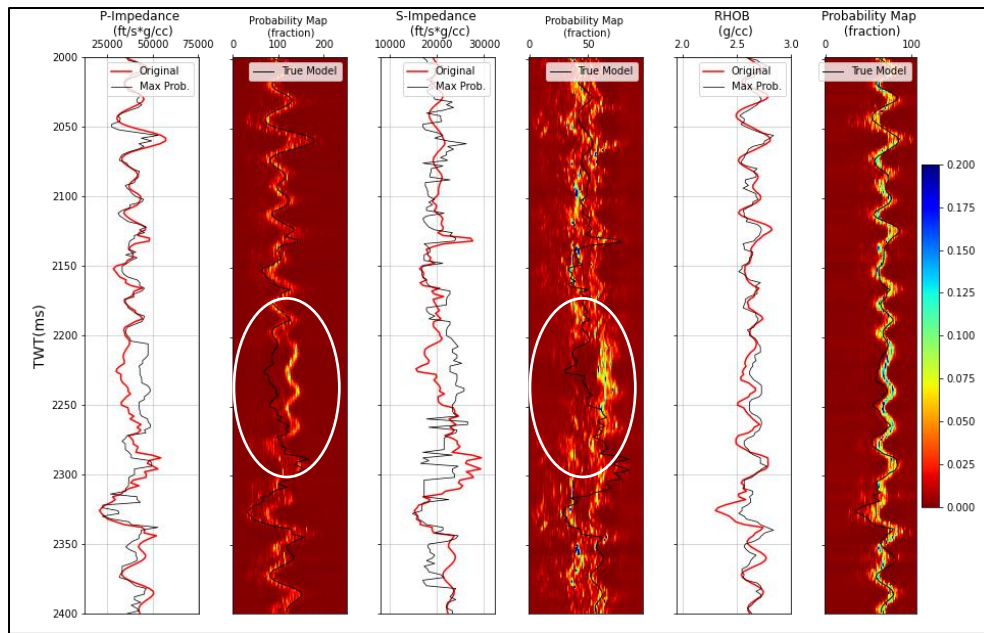 P-Impedance
(ft/s*g/cc)
25000 50000 75000
Probability Map
(fraction)
0 100 200
S-Impedance
(ft/s*g/cc)
10000 20000 30000
Probability Map
(fraction)
0 50
RHOB
(g/cc)
2.0 2.5 3.0
Probability Map
(fraction)
0 100
Original
Max Prob.
True Model
Original
Max Prob.
True Model
Original
Max Prob.
True Model
TWT(ms)
2000
2050
2100
2150
2200
2250
2300
2350
2400
0.200
0.175
0.150
0.125
0.100
0.075
0.050
0.025
0.000